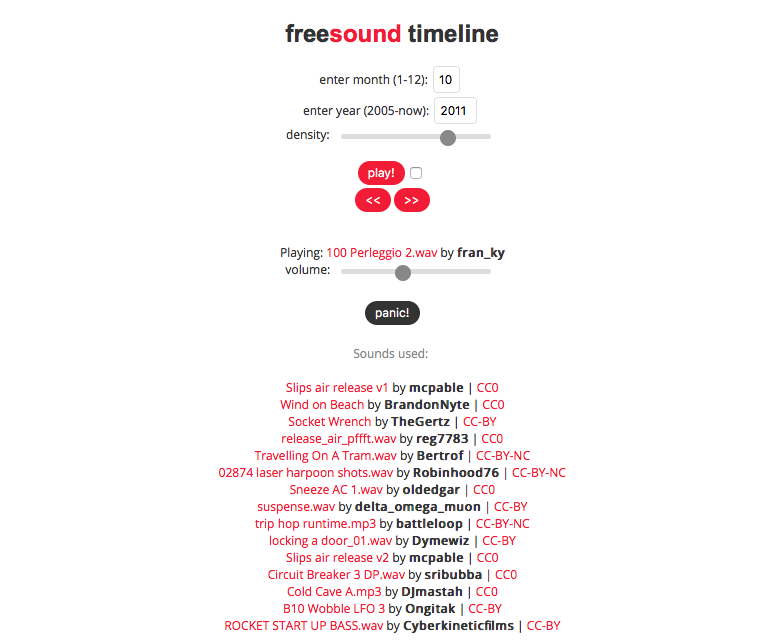 freesound timeline
enter month (1-12): 10
enter year (2005-now): 2011
density:
play!
<< >>
Playing: 100 Perleggio 2.wav by fran_ky
volume:
panic!
Sounds used:
Slips air release v1 by mcpable | CC0
Wind on Beach by BrandonNyte | CC0
Socket Wrench by TheGertz | CC-BY
release_air_pffft.wav by reg7783 | CC0
Travelling On A Tram.wav by Bertrof | CC-BY-NC
02874 laser harpoon shots.wav by Robinhood76 | CC-BY-NC
Sneeze AC 1.wav by oldedgar | CC0
suspense.wav by delta_omega_muon | CC-BY
trip hop runtime.mp3 by battleloop | CC-BY-NC
locking a door_01.wav by Dymewiz | CC-BY
Slips air release v2 by mcpable | CC0
Circuit Breaker 3 DP.wav by sribubba | CC0
Cold Cave A.mp3 by DJmastah | CC0
B10 Wobble LFO 3 by Ongitak | CC-BY
ROCKET START UP BASS.wav by Cyberkineticfilms | CC-BY